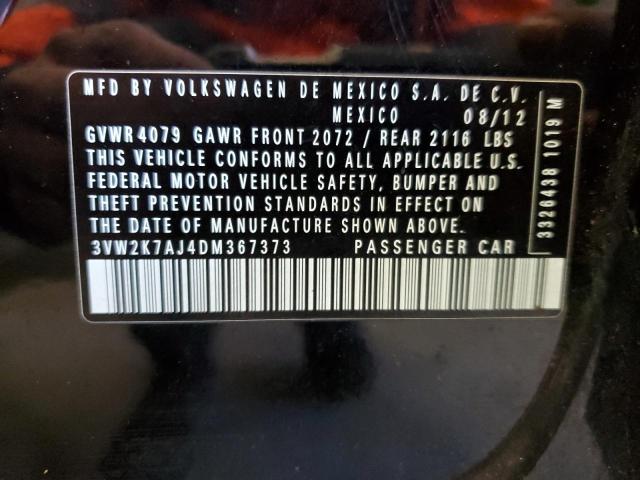 MFD BY VOLKSWAGEN DE MEXICO S.A. DE C.V.
MEXICO 08/12
GVWR4079 GAWR FRONT 2072 / REAR 2116 LBS
THIS VEHICLE CONFORMS TO ALL APPLICABLE U.S.
FEDERAL MOTOR VEHICLE SAFETY, BUMPER AND
THEFT PREVENTION STANDARDS IN EFFECT ON
THE DATE OF MANUFACTURE SHOWN ABOVE.
3VW2K7AJ4DM367373 PASSENGER CAR
3326438 1019 M